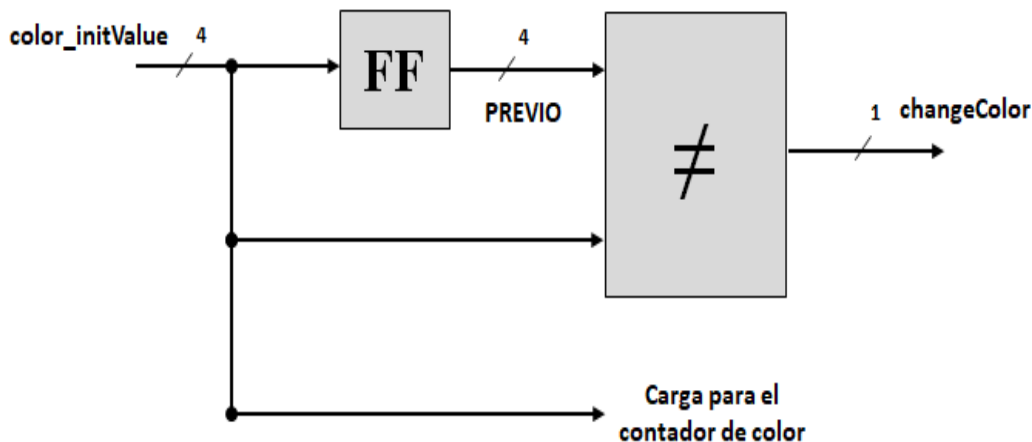 color_initValue
4
FF
4
PREVIO
≠
1
changeColor
Carga para el
contador de color